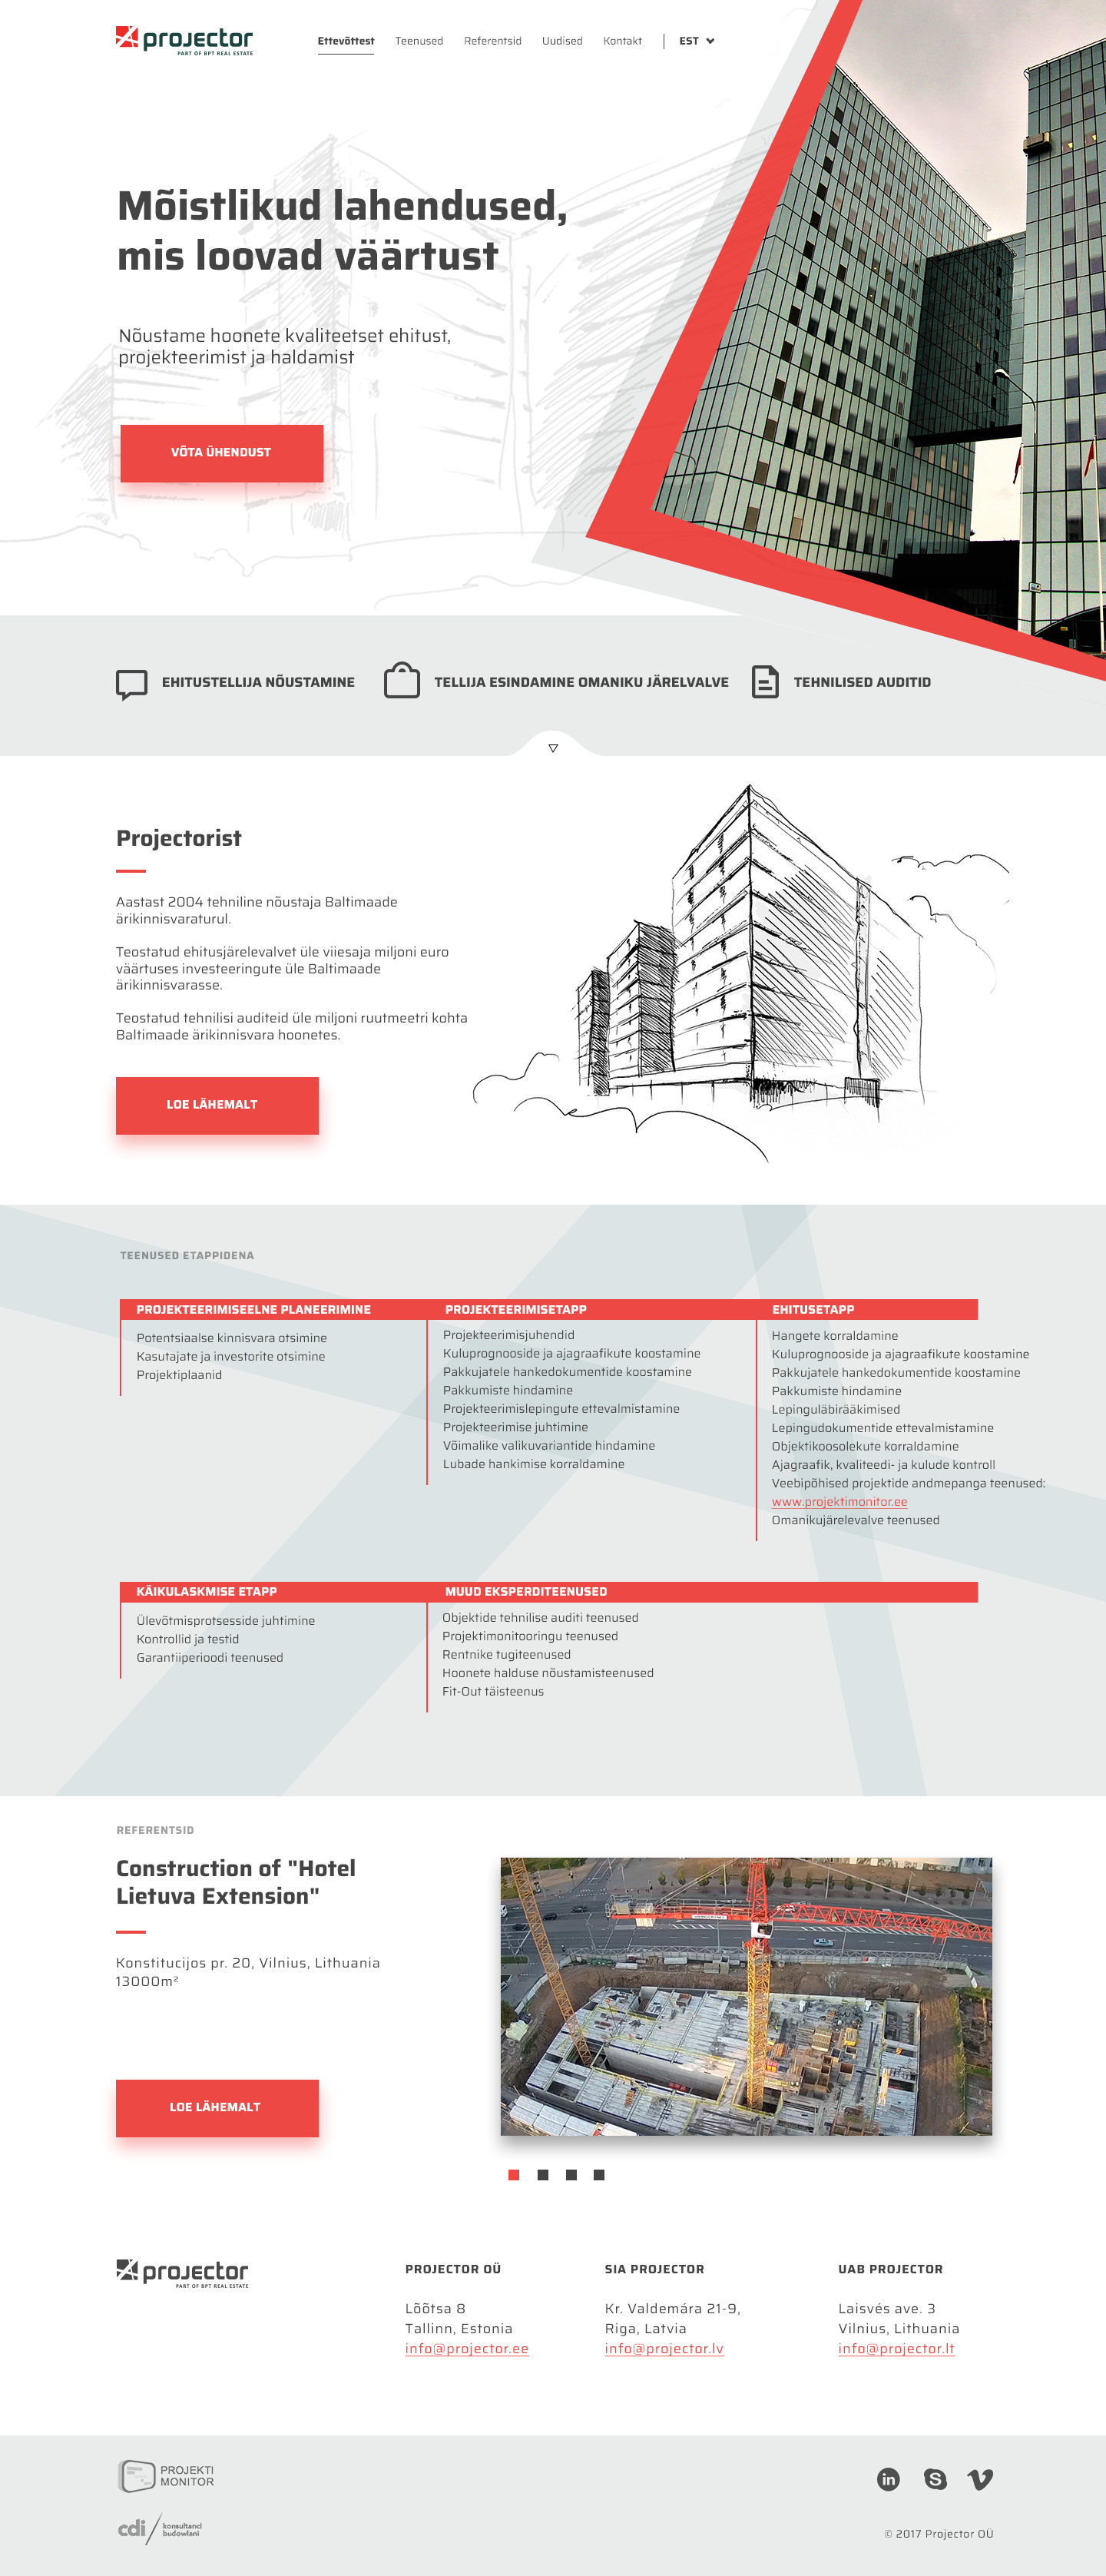 projector
PART OF BPT REAL ESTATE
Ettevõttest
Teenused
Referentsid
Uudised
Kontakt
EST
Mõistlikud lahendused,
mis loovad väärtust
Nõustame hoonete kvaliteetset ehitust,
projekteerimist ja haldamist
VÕTA ÜHENDUST
EHITUSTELLIJA NÕUSTAMINE
TELLIJA ESINDAMINE OMANIKU JÄRELVALVE
TEHNILISED AUDITID
Projectorist
Aastast 2004 tehniline nõustaja Baltimaade
ärikinnisvaraturul.
Teostatud ehitusjärelevalvet üle viiesaja miljoni euro
väärtuses investeeringute üle Baltimaade
ärikinnisvarasse.
Teostatud tehnilisi auditeid üle miljoni ruutmeetri kohta
Baltimaade ärikinnisvara hoonetes.
LOE LÄHEMALT
TEENUSED ETAPPIDENA
PROJEKTEERIMISEELNE PLANEERIMINE
Potentsiaalse kinnisvara otsimine
Kasutajate ja investorite otsimine
Projektiplaanid
PROJEKTEERIMISETAPP
Projekteerimisjuhendid
Kuluprognooside ja ajagraafikute koostamine
Pakkujatele hankedokumentide koostamine
Pakkumiste hindamine
Projekteerimislepingute ettevalmistamine
Projekteerimise juhtimine
Võimalike valikuvariantide hindamine
Lubade hankimise korraldamine
EHITUSETAPP
Hangete korraldamine
Kuluprognooside ja ajagraafikute koostamine
Pakkujatele hankedokumentide koostamine
Pakkumiste hindamine
Lepinguläbirääkimised
Lepingudokumentide ettevalmistamine
Objektikoosolekute korraldamine
Ajagraafik, kvaliteedi- ja kulude kontroll
Veebipõhised projektide andmepanga teenused:
www.projektimonitor.ee
Omanikujärelevalve teenused
KÄIKULASKMISE ETAPP
Ülevõtmisprotsesside juhtimine
Kontrollid ja testid
Garantiiperioodi teenused
MUUD EKSPERDITEENUSED
Objektide tehnilise auditi teenused
Projektimonitooringu teenused
Rentnike tugiteenused
Hoonete halduse nõustamisteenused
Fit-Out täisteenus
REFERENTSID
Construction of "Hotel
Lietuva Extension"
Konstitucijos pr. 20, Vilnius, Lithuania
13000m²
LOE LÄHEMALT
projector
PART OF BPT REAL ESTATE
PROJECTOR OÜ
Lõõtsa 8
Tallinn, Estonia
info@projector.ee
SIA PROJECTOR
Kr. Valdemára 21-9,
Riga, Latvia
info@projector.lv
UAB PROJECTOR
Laisvés ave. 3
Vilnius, Lithuania
info@projector.lt
PROJEKTI
MONITOR
cdi
konsultanci
budowlani
in
© 2017 Projector OÜ